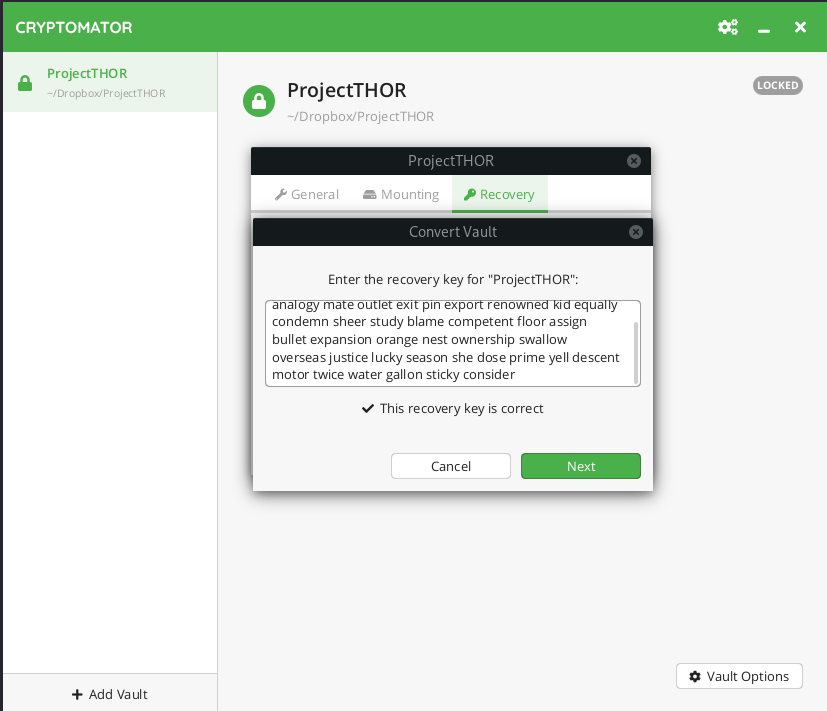 CRYPTOMATOR
ProjectTHOR
~/Dropbox/ProjectTHOR
ProjectTHOR
~/Dropbox/ProjectTHOR
LOCKED
ProjectTHOR
General
Mounting
Recovery
Convert Vault
Enter the recovery key for "ProjectTHOR":
analogy mate outlet exit pin export renowned kid equally
condemn sheer study blame competent floor assign
bullet expansion orange nest ownership swallow
overseas justice lucky season she dose prime yell descent
motor twice water gallon sticky consider
This recovery key is correct
Cancel
Next
Add Vault
Vault Options